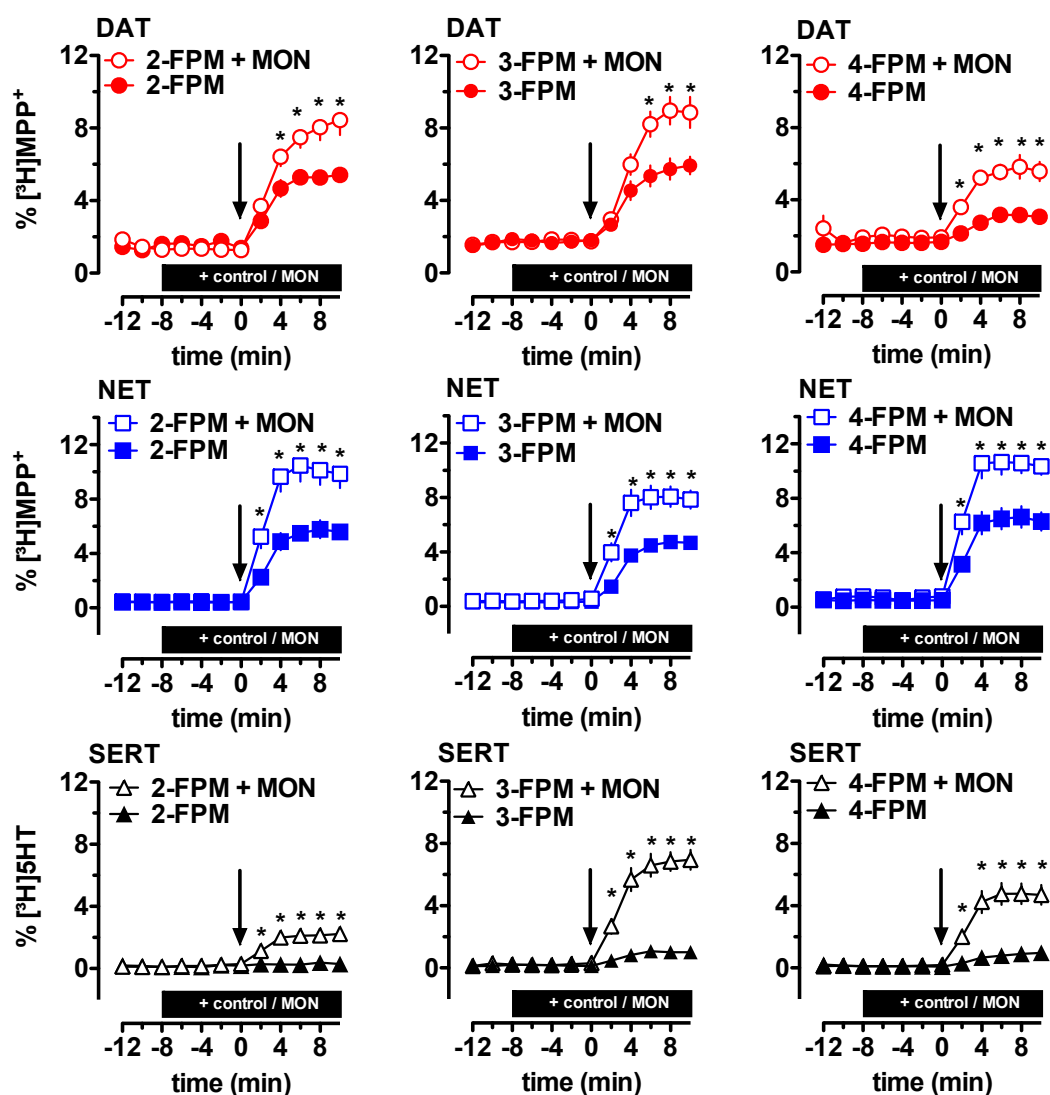 DAT
2-FPM + MON
2-FPM
% [³H]MPP⁺
12
8
4
0
* * * *
+ control / MON
-12 -8 -4 0 4 8
time (min)
DAT
3-FPM + MON
3-FPM
12
8
4
0
* * *
+ control / MON
-12 -8 -4 0 4 8
time (min)
DAT
4-FPM + MON
4-FPM
12
8
4
0
* * * * *
+ control / MON
-12 -8 -4 0 4 8
time (min)
NET
2-FPM + MON
2-FPM
% [³H]MPP⁺
12
8
4
0
* * * * *
+ control / MON
-12 -8 -4 0 4 8
time (min)
NET
3-FPM + MON
3-FPM
12
8
4
0
* * * * *
+ control / MON
-12 -8 -4 0 4 8
time (min)
NET
4-FPM + MON
4-FPM
12
8
4
0
* * * * *
+ control / MON
-12 -8 -4 0 4 8
time (min)
SERT
2-FPM + MON
2-FPM
% [³H]5HT
12
8
4
0
* * * * *
+ control / MON
-12 -8 -4 0 4 8
time (min)
SERT
3-FPM + MON
3-FPM
12
8
4
0
* * * * *
+ control / MON
-12 -8 -4 0 4 8
time (min)
SERT
4-FPM + MON
4-FPM
12
8
4
0
* * * * *
+ control / MON
-12 -8 -4 0 4 8
time (min)